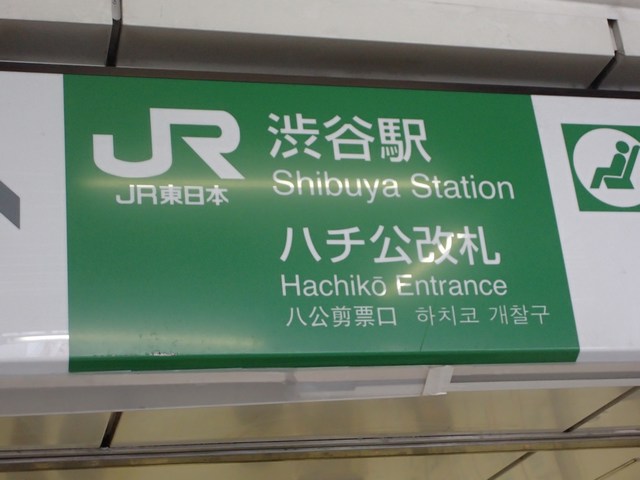 JR
JR東日本
渋谷駅
Shibuya Station
ハチ公改札
Hachikō Entrance
八公剪票口 하치코 개찰구